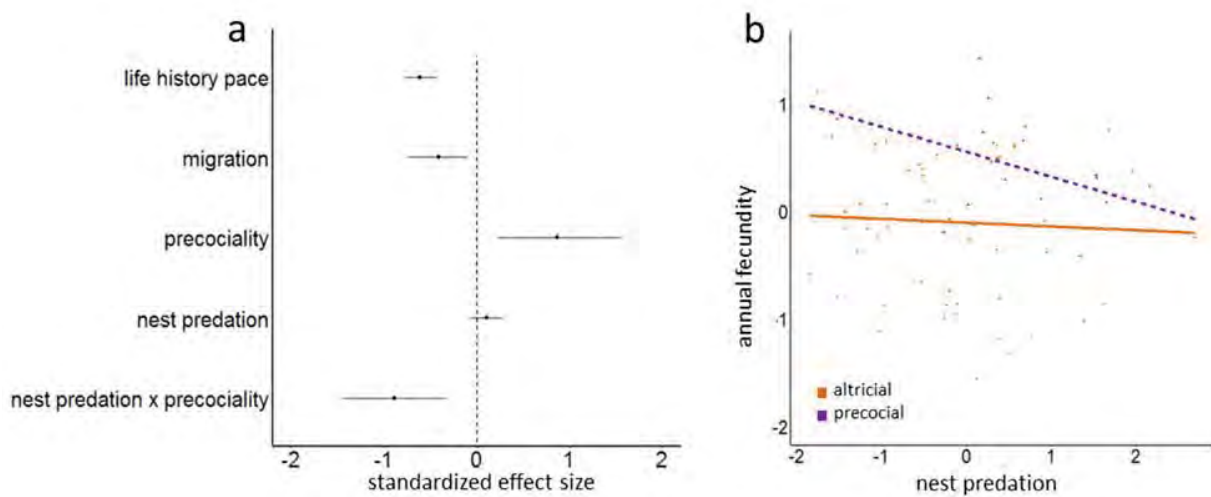 a
life history pace
migration
precociality
nest predation
nest predation x precociality
-2
-1
0
1
2
standardized effect size
b
annual fecundity
1
0
-1
-2
altricial
precocial
-2
-1
0
1
2
nest predation